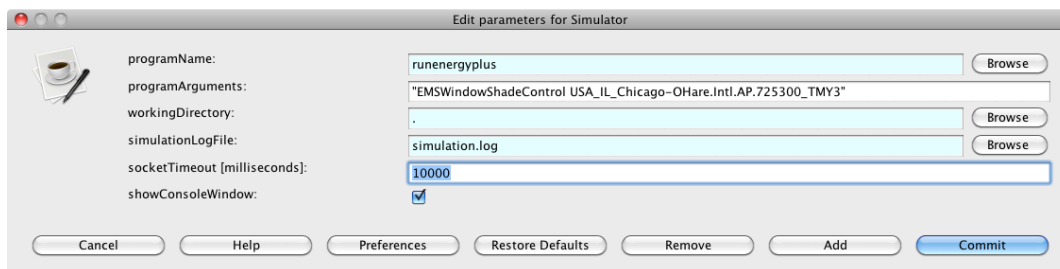 Edit parameters for Simulator
programName: runenergyplus Browse
programArguments: "EMSWindowShadeControl USA_IL_Chicago-OHare.Intl.AP.725300_TMY3"
workingDirectory: . Browse
simulationLogFile: simulation.log Browse
socketTimeout [milliseconds]: 10000
showConsoleWindow:
Cancel Help Preferences Restore Defaults Remove Add Commit